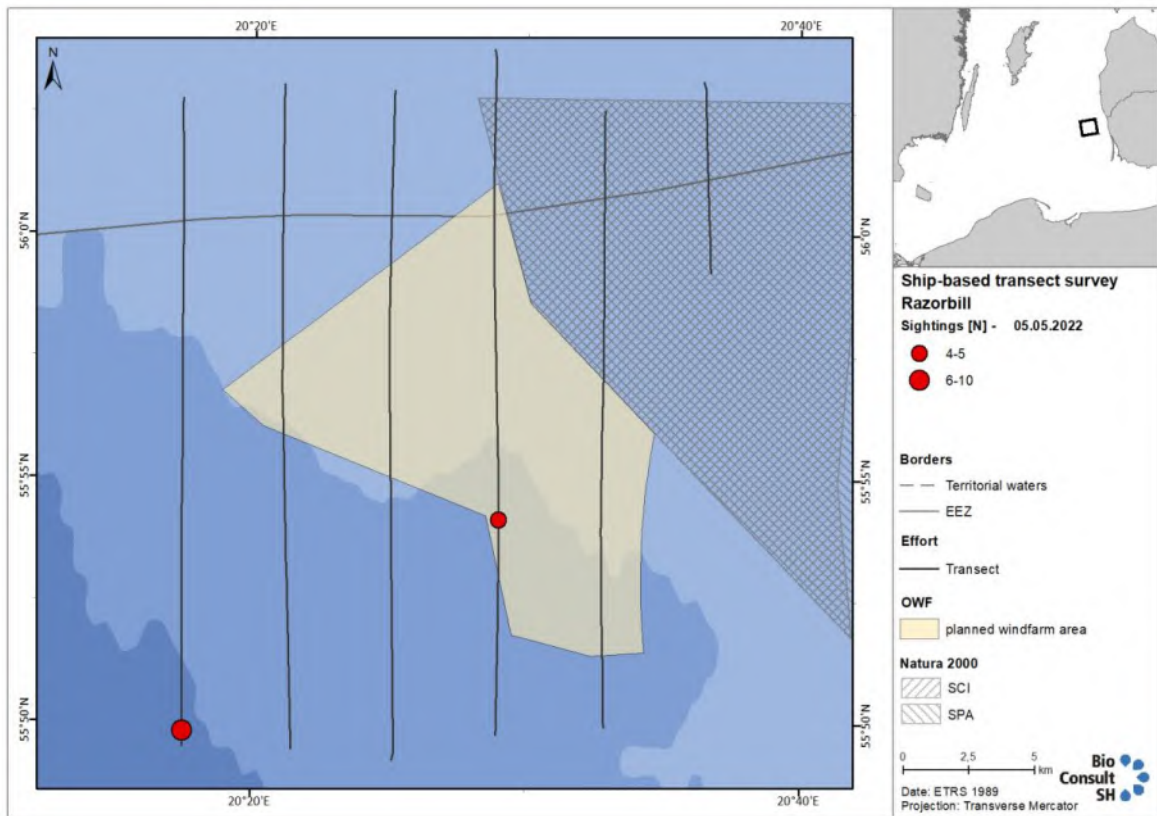 20°20'E
20°40'E
N
56°0'N
56°0'N
55°55'N
55°55'N
55°50'N
55°50'N
20°20'E
20°40'E
Ship-based transect survey
Razorbill
Sightings [N] - 05.05.2022
4-5
6-10
Borders
Territorial waters
EEZ
Effort
Transect
OWF
planned windfarm area
Natura 2000
SCI
SPA
0 2,5 5
km
Date: ETRS 1989
Projection: Transverse Mercator
Bio
Consult
SH